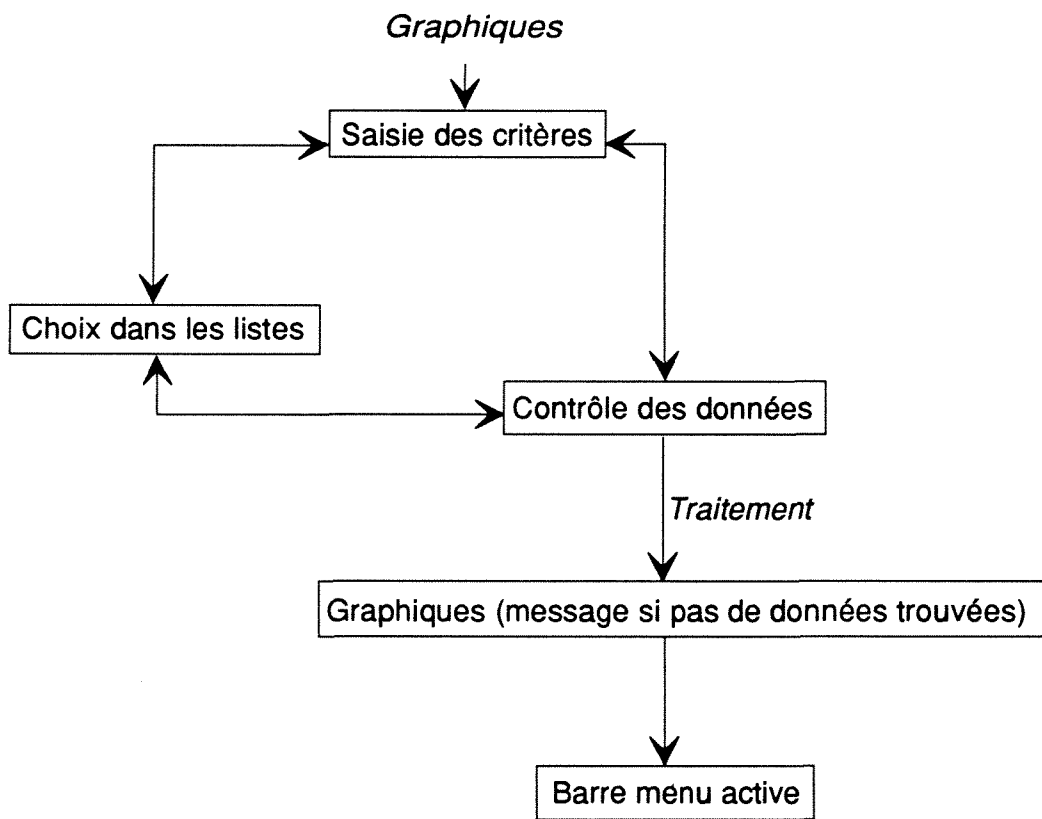 Graphiques
Saisie des critères
Choix dans les listes
Contrôle des données
Traitement
Graphiques (message si pas de données trouvées)
Barre menu active